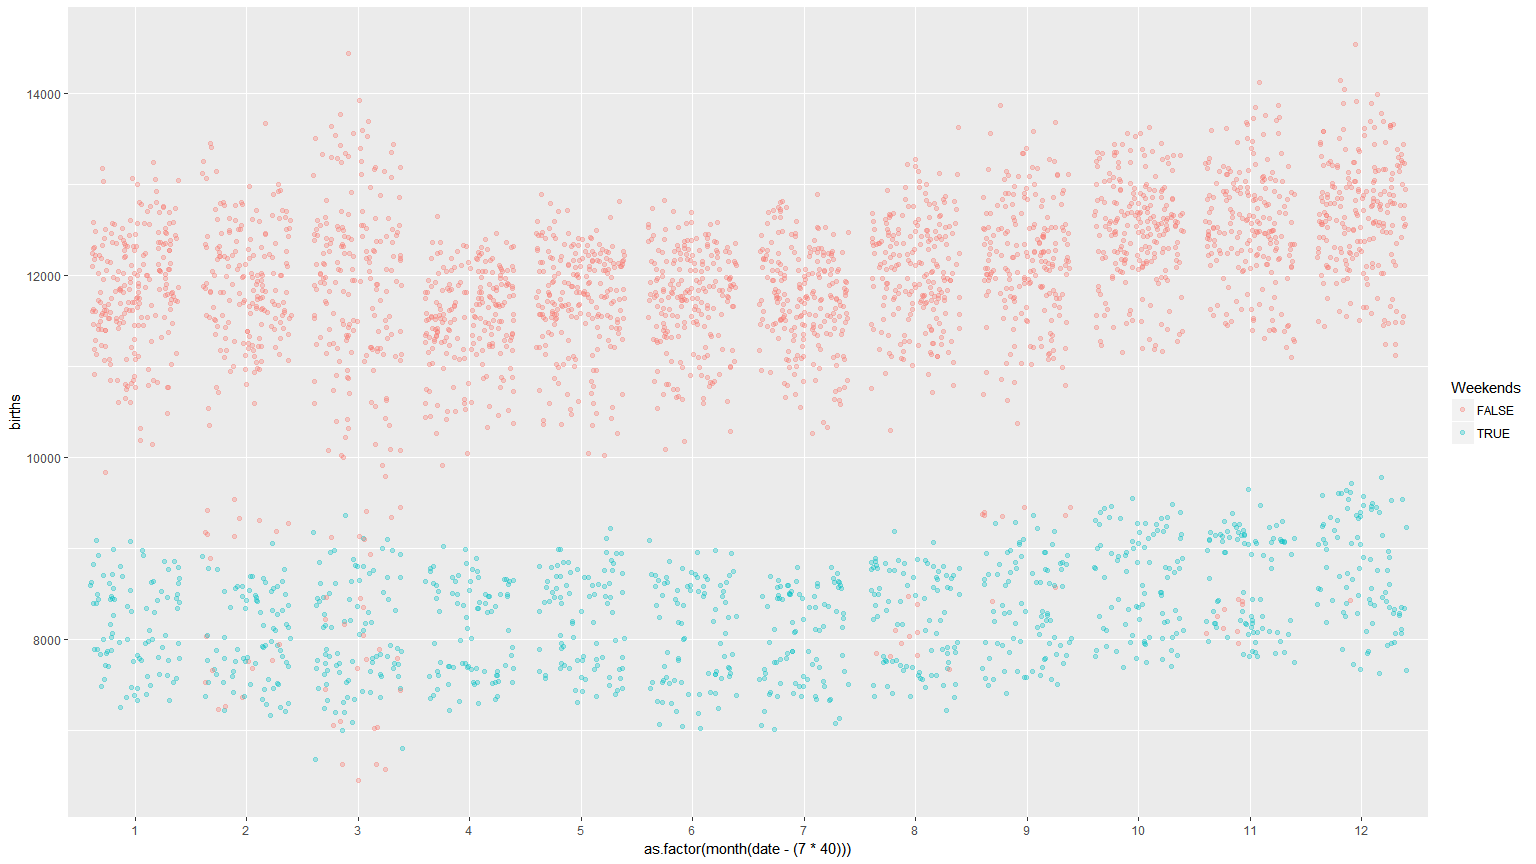 births
14000
12000
10000
8000
1 2 3 4 5 6 7 8 9 10 11 12
as.factor(month(date - (7 * 40)))
Weekends
FALSE
TRUE